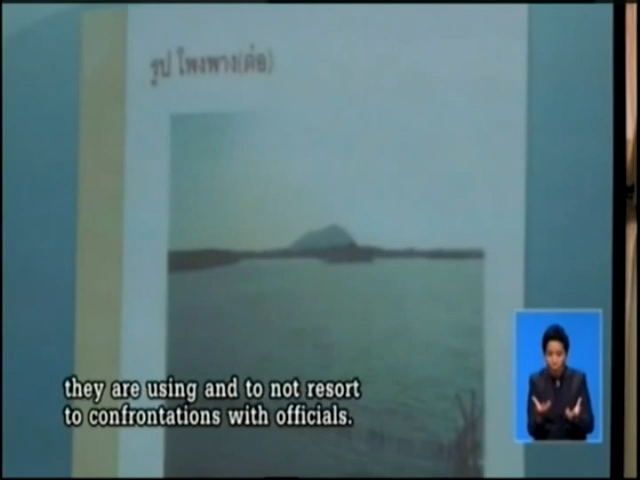 รูป โพงพาง(ต่อ)
they are using and to not resort
to confrontations with officials.